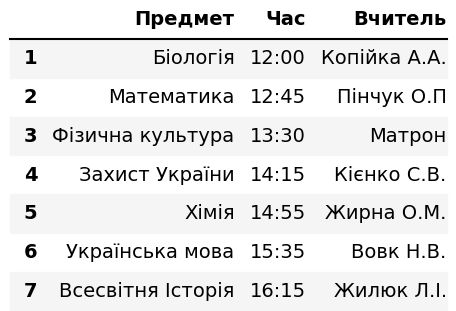 Предмет Час Вчитель
1 Біологія 12:00 Копійка А.А.
2 Математика 12:45 Пінчук О.П
3 Фізична культура 13:30 Матрон
4 Захист України 14:15 Кієнко С.В.
5 Хімія 14:55 Жирна О.М.
6 Українська мова 15:35 Вовк Н.В.
7 Всесвітня Історія 16:15 Жилюк Л.І.